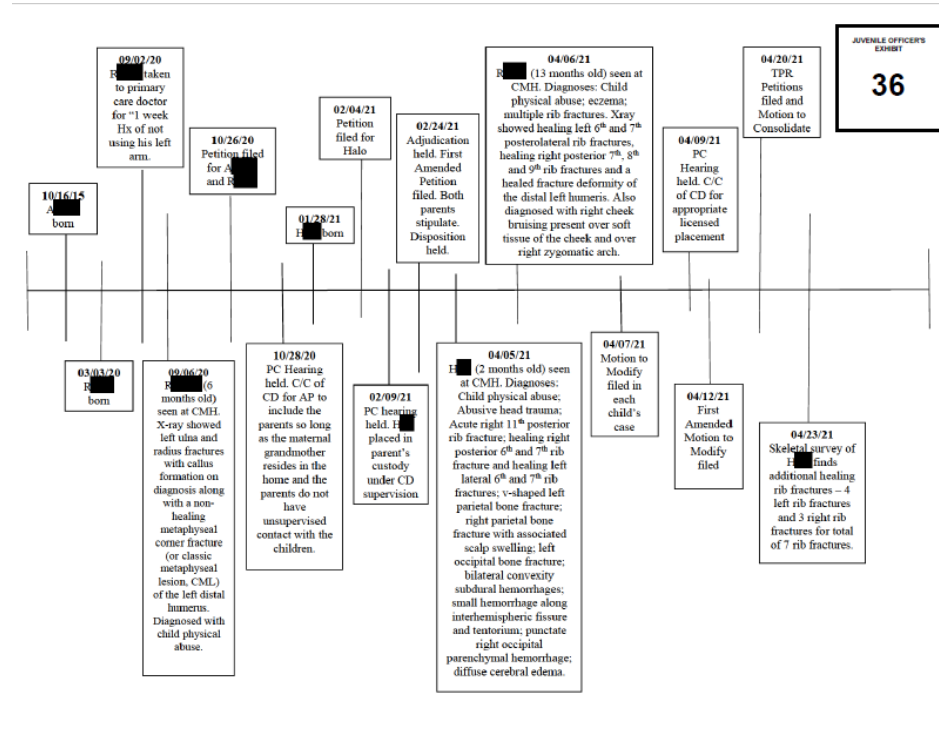 JUVENILE OFFICER'S
EXHIBIT
36
09/02/20
R taken
to primary
care doctor
for “1 week
Hx of not
using his left
arm.
10/16/15
A
born
10/26/20
Petition filed
for A
and R
01/28/21
H born
02/04/21
Petition
filed for
Halo
02/24/21
Adjudication
held. First
Amended
Petition
filed. Both
parents
stipulate.
Disposition
held.
04/06/21
R (13 months old) seen at
CMH. Diagnoses: Child
physical abuse; eczema;
multiple rib fractures. Xray
showed healing left 6th and 7th
posterolateral rib fractures,
healing right posterior 7th, 8th
and 9th rib fractures and a
healed fracture deformity of
the distal left humeris. Also
diagnosed with right cheek
bruising present over soft
tissue of the cheek and over
right zygomatic arch.
04/09/21
PC
Hearing
held. C/C
of CD for
appropriate
licensed
placement
04/20/21
TPR
Petitions
filed and
Motion to
Consolidate
03/03/20
R
born
09/06/20
R (6
months old)
seen at CMH.
X-ray showed
left ulna and
radius fractures
with callus
formation on
diagnosis along
with a non-
healing
metaphyseal
corner fracture
(or classic
metaphyseal
lesion, CML)
of the left distal
humerus.
Diagnosed with
child physical
abuse.
10/28/20
PC Hearing
held. C/C of
CD for AP to
include the
parents so long
as the maternal
grandmother
resides in the
home and the
parents do not
have
unsupervised
contact with the
children.
02/09/21
PC hearing
held. H
placed in
parent's
custody
under CD
supervision
04/05/21
H (2 months old) seen
at CMH. Diagnoses:
Child physical abuse;
Abusive head trauma;
Acute right 11th posterior
rib fracture; healing right
posterior 6th and 7th rib
fracture and healing left
lateral 6th and 7th rib
fractures; v-shaped left
parietal bone fracture;
right parietal bone
fracture with associated
scalp swelling; left
occipital bone fracture;
bilateral convexity
subdural hemorrhages;
small hemorrhage along
interhemispheric fissure
and tentorium; punctate
right occipital
parenchymal hemorrhage;
diffuse cerebral edema.
04/07/21
Motion to
Modify
filed in
each
child's
case
04/12/21
First
Amended
Motion to
Modify
filed
04/23/21
Skeletal survey of
H finds
additional healing
rib fractures – 4
left rib fractures
and 3 right rib
fractures for total
of 7 rib fractures.